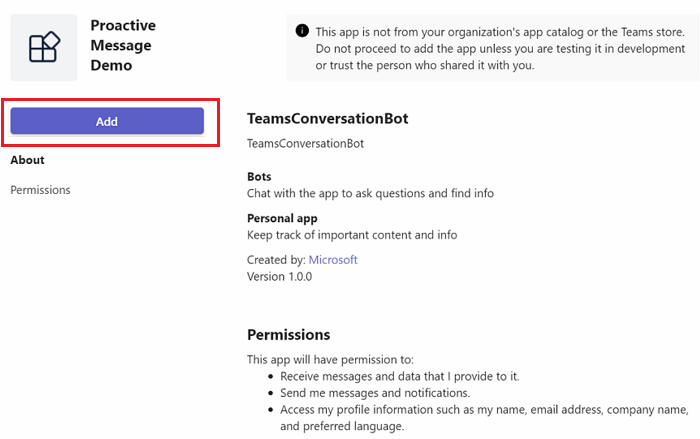 Proactive
Message
Demo
This app is not from your organization's app catalog or the Teams store.
Do not proceed to add the app unless you are testing it in development
or trust the person who shared it with you.
Add
About
Permissions
TeamsConversationBot
TeamsConversationBot
Bots
Chat with the app to ask questions and find info
Personal app
Keep track of important content and info
Created by: Microsoft
Version 1.0.0
Permissions
This app will have permission to:
• Receive messages and data that I provide to it.
• Send me messages and notifications.
• Access my profile information such as my name, email address, company name,
and preferred language.